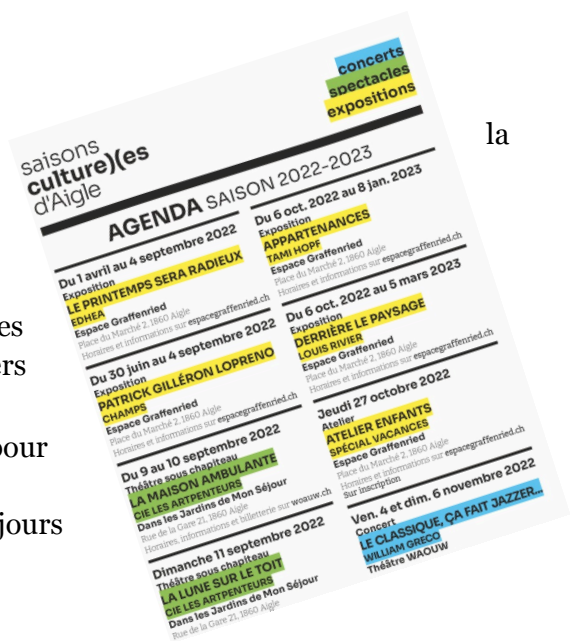 la
es
ers
pour
jours
concerts
spectacles
expositions
saisons
culture)(es
d'Aigle
AGENDA SAISON 2022-2023
Du 1 avril au 4 septembre 2022
Exposition
LE PRINTEMPS SERA RADIEUX
EDHEA
Espace Graffenried
Place du Marché 2, 1860 Aigle
Horaires et informations sur espacegraffenried.ch
Du 30 juin au 4 septembre 2022
Exposition
PATRICK GILLÉRON LOPRENO
CHAMPS
Espace Graffenried
Place du Marché 2, 1860 Aigle
Horaires et informations sur espacegraffenried.ch
Du 9 au 10 septembre 2022
Théâtre sous chapiteau
LA MAISON AMBULANTE
CIE LES ARTPENTEURS
Dans les Jardins de Mon Séjour
Rue de la Gare 21, 1860 Aigle
Horaires, informations et billetterie sur woauw.ch
Dimanche 11 septembre 2022
Théâtre sous chapiteau
LA LUNE SUR LE TOIT
CIE LES ARTPENTEURS
Dans les Jardins de Mon Séjour
Rue de la Gare 21, 1860 Aigle
Du 6 oct. 2022 au 8 jan. 2023
Exposition
APPARTENANCES
TAMI HOPF
Espace Graffenried
Place du Marché 2, 1860 Aigle
Horaires et informations sur espacegraffenried.ch
Du 6 oct. 2022 au 5 mars 2023
Exposition
DERRIÈRE LE PAYSAGE
LOUIS RIVIER
Espace Graffenried
Place du Marché 2, 1860 Aigle
Horaires et informations sur espacegraffenried.ch
Jeudi 27 octobre 2022
Atelier
ATELIER ENFANTS
SPÉCIAL VACANCES
Espace Graffenried
Place du Marché 2, 1860 Aigle
Horaires et informations sur espacegraffenried.ch
Sur inscription
Ven. 4 et dim. 6 novembre 2022
Concert
LE CLASSIQUE, ÇA FAIT JAZZER...
WILLIAM GRECO
Théâtre WAOUW